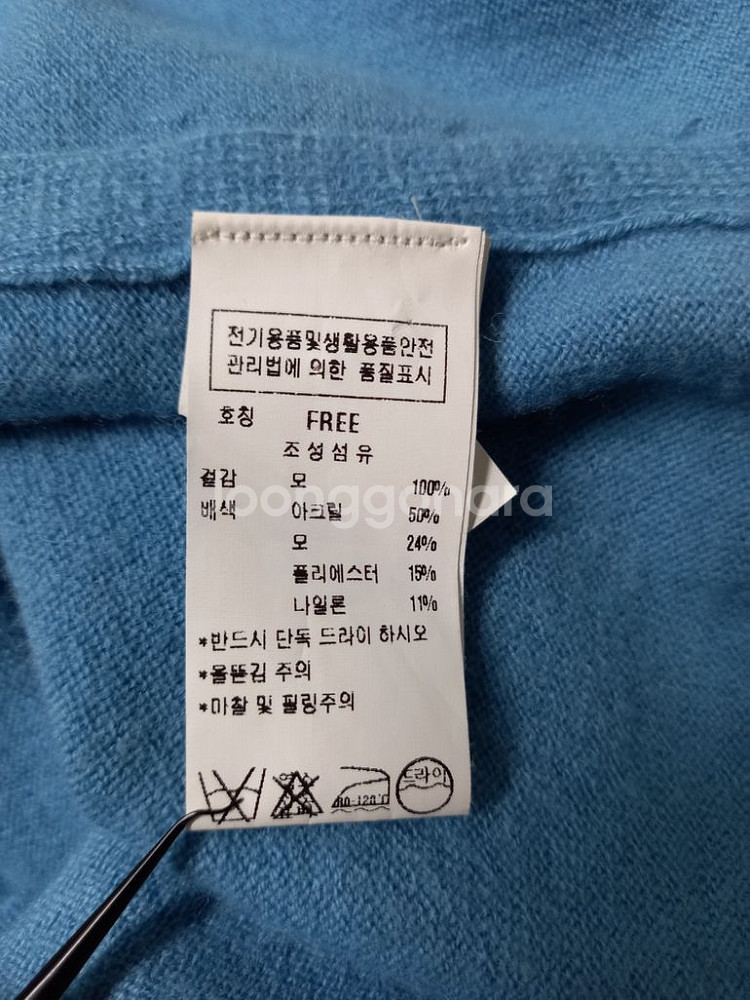 전기용품및생활용품안전
관리법에 의한 품질표시
호칭 FREE
조성섬유
겉감 모 100%
배색 아크릴 50%
모 24%
폴리에스터 15%
나일론 11%
*반드시 단독 드라이 하시오
*올뜯김 주의
*마찰 및 필링주의
80-120'C 드라이
joonggonara